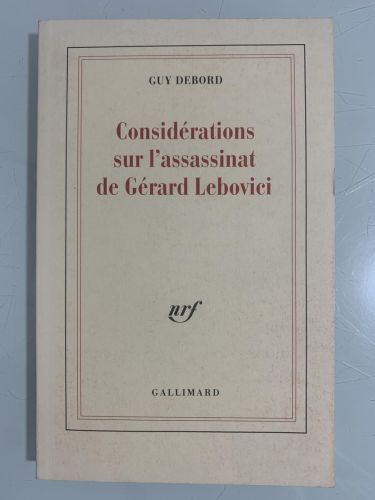 GUY DEBORD
Considérations
sur l'assassinat
de Gérard Lebovici
nrf
GALLIMARD